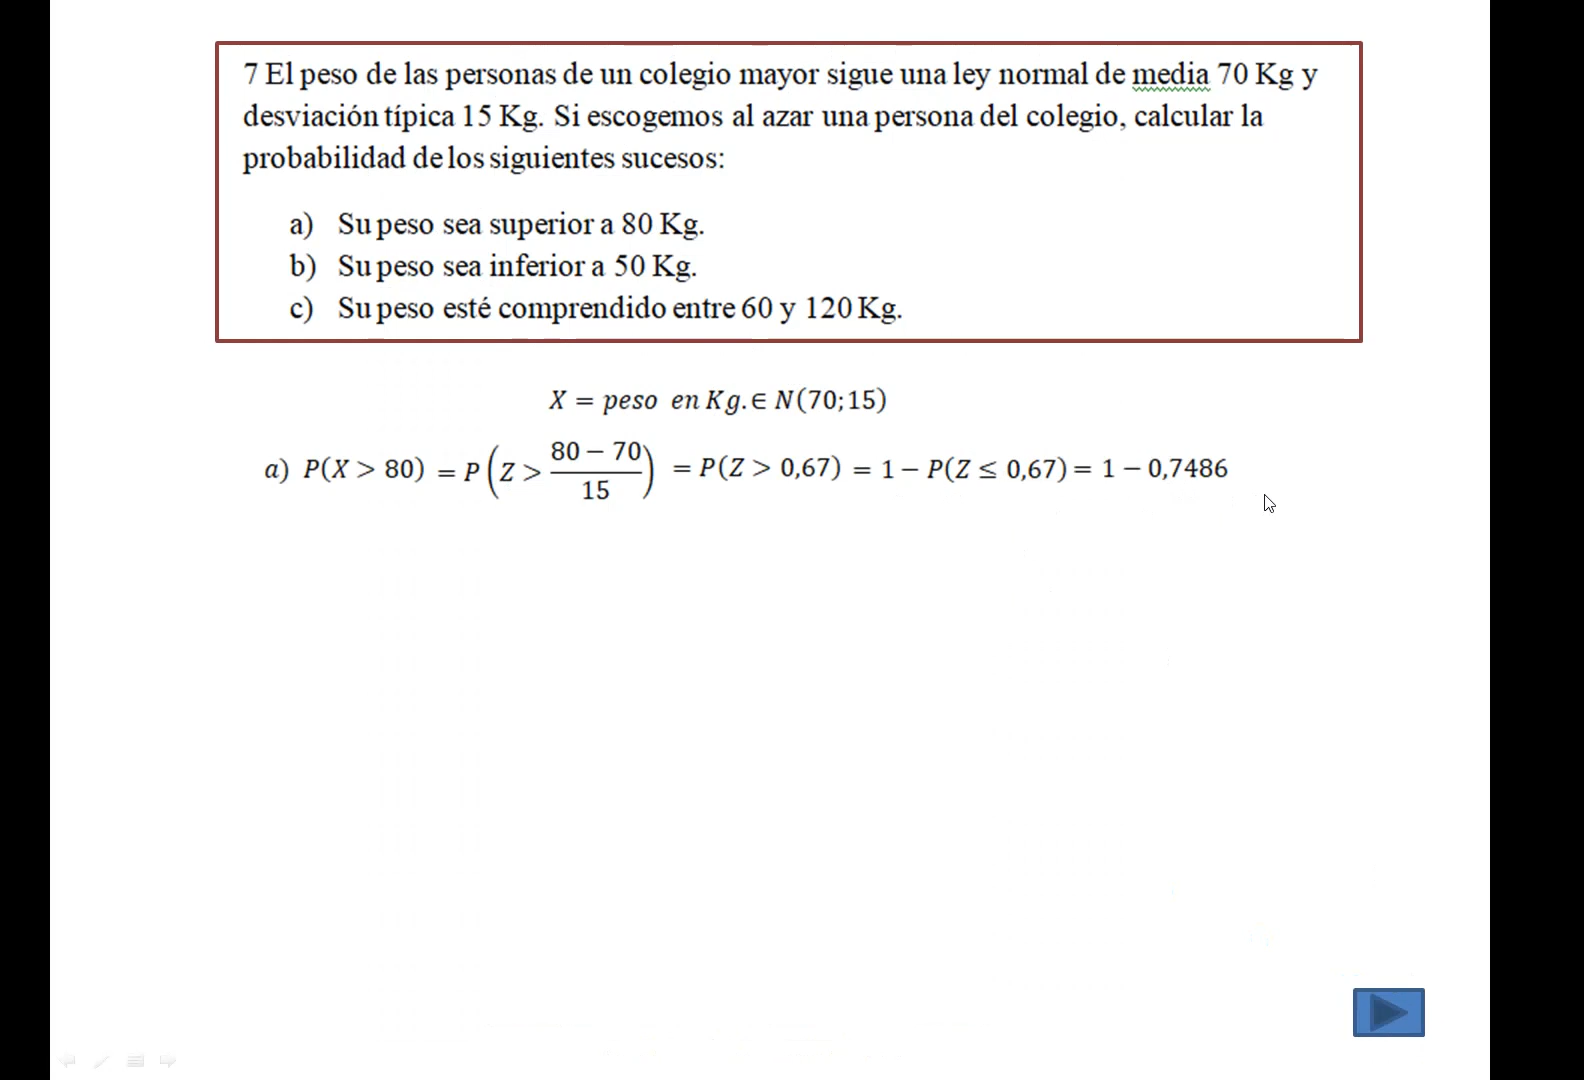 7 El peso de las personas de un colegio mayor sigue una ley normal de media 70 Kg y
desviación típica 15 Kg. Si escogemos al azar una persona del colegio, calcular la
probabilidad de los siguientes sucesos:
a) Su peso sea superior a 80 Kg.
b) Su peso sea inferior a 50 Kg.
c) Su peso esté comprendido entre 60 y 120 Kg.
X = peso en Kg.∈ N(70;15)
a) P(X > 80) = P(Z > (80 − 70)/15) = P(Z > 0,67) = 1 − P(Z ≤ 0,67) = 1 − 0,7486